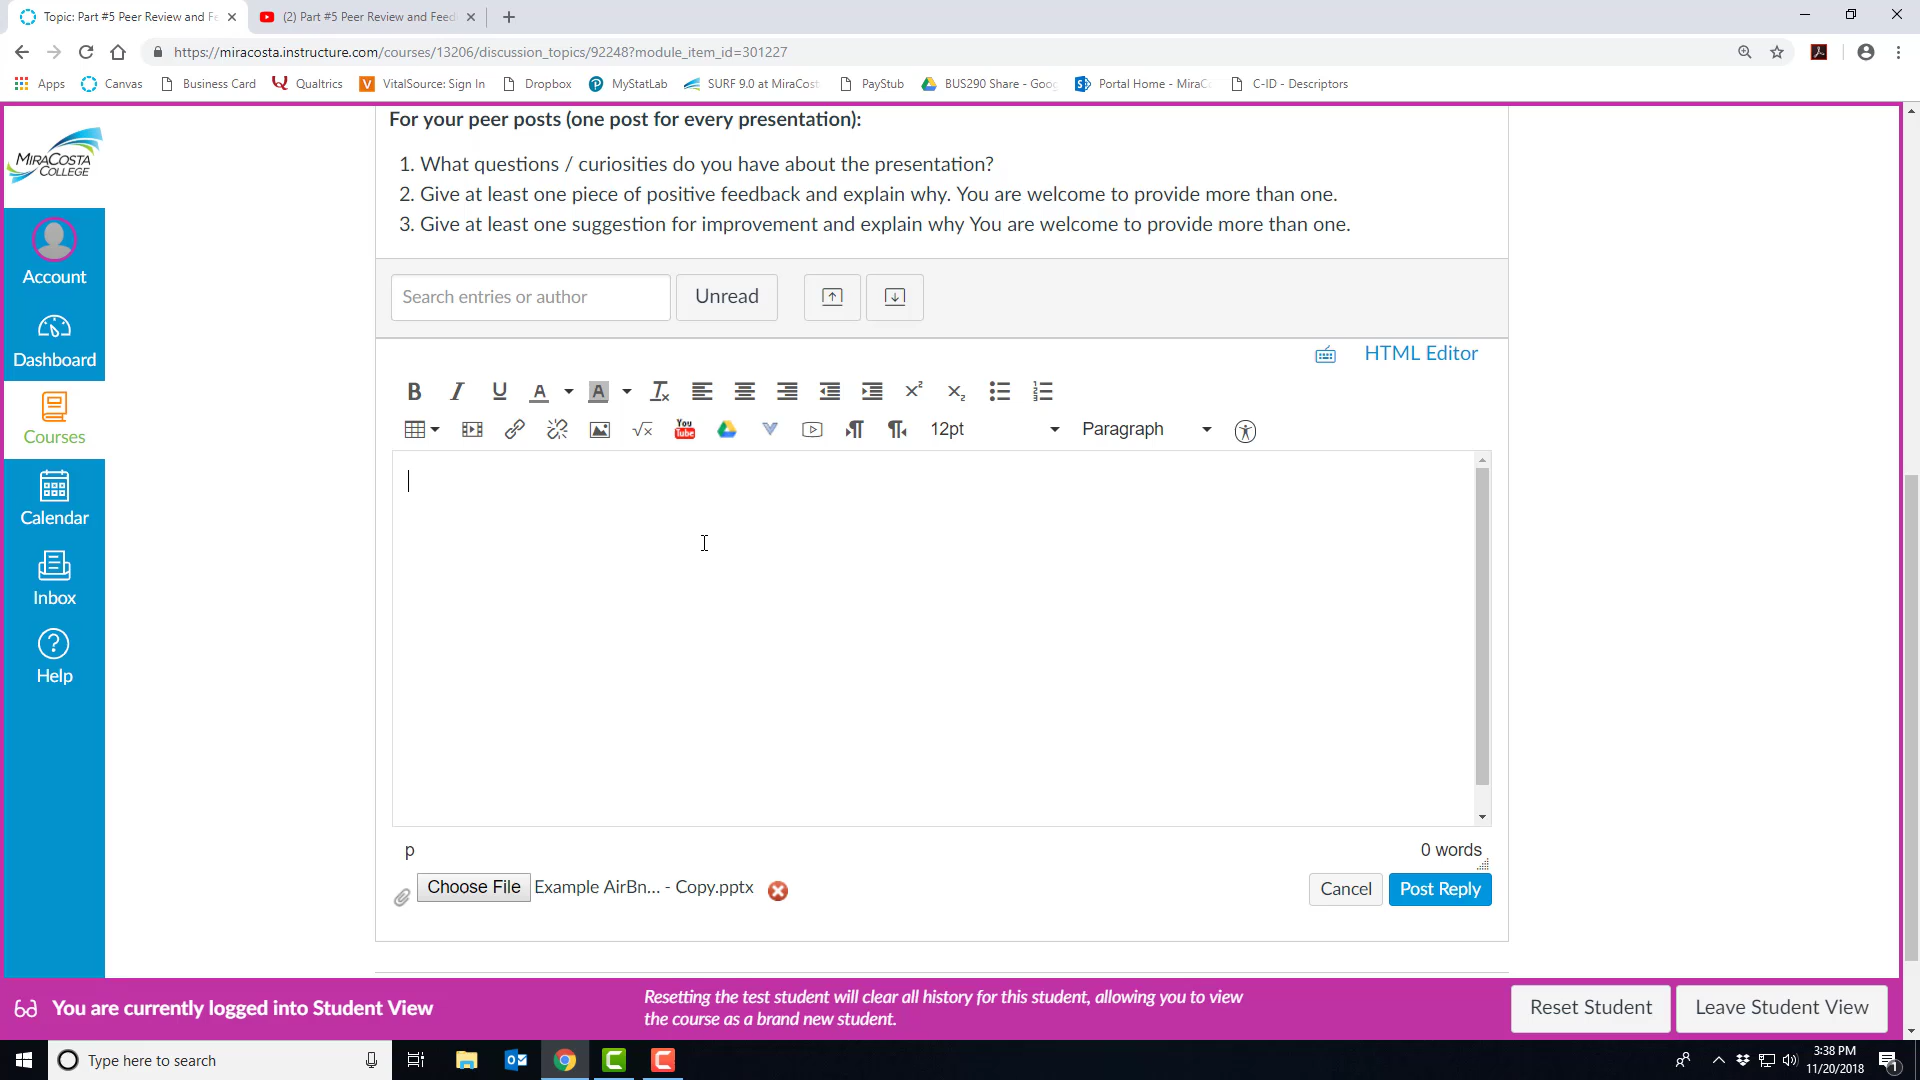 Topic: Part #5 Peer Review and Fe
(2) Part #5 Peer Review and Feed
https://miracosta.instructure.com/courses/13206/discussion_topics/92248?module_item_id=301227
Apps
Canvas
Business Card
Qualtrics
VitalSource: Sign In
Dropbox
MyStatLab
SURF 9.0 at MiraCost
PayStub
BUS290 Share - Goog
Portal Home - MiraC
C-ID - Descriptors
MIRACOSTA
COLLEGE
Account
Dashboard
Courses
Calendar
Inbox
Help
For your peer posts (one post for every presentation):
1. What questions / curiosities do you have about the presentation?
2. Give at least one piece of positive feedback and explain why. You are welcome to provide more than one.
3. Give at least one suggestion for improvement and explain why You are welcome to provide more than one.
Search entries or author
Unread
HTML Editor
B I U A A
You
Tube
12pt
Paragraph
p
0 words
Choose File Example AirBn... - Copy.pptx
Cancel
Post Reply
You are currently logged into Student View
Resetting the test student will clear all history for this student, allowing you to view
the course as a brand new student.
Reset Student
Leave Student View
Type here to search
3:38 PM
11/20/2018
1